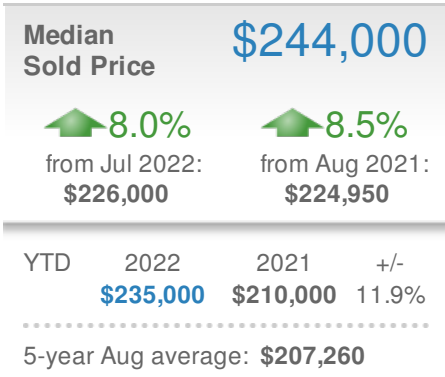 Median
Sold Price
$244,000
8.0%
from Jul 2022:
$226,000
8.5%
from Aug 2021:
$224,950
YTD 2022 2021 +/-
$235,000 $210,000 11.9%
5-year Aug average: $207,260